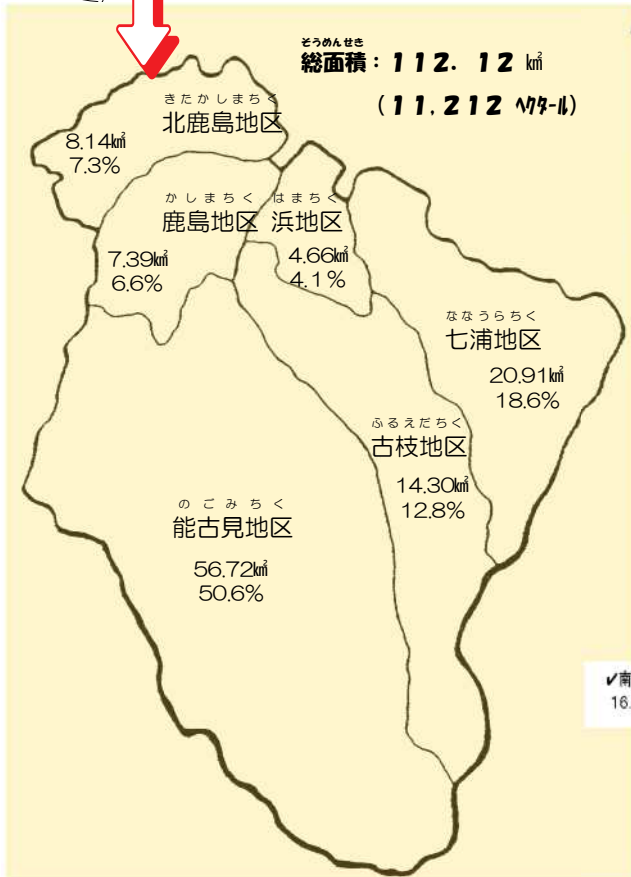 そうめんせき
総面積：112．12 ㎢
（11,212 ヘクタール）
きたかしまちく
北鹿島地区
8.14㎢
7.3%
かしまちく
鹿島地区
7.39㎢
6.6%
はまちく
浜地区
4.66㎢
4.1%
ななうらちく
七浦地区
20.91㎢
18.6%
ふるえだちく
古枝地区
14.30㎢
12.8%
のごみちく
能古見地区
56.72㎢
50.6%
✔南
16.